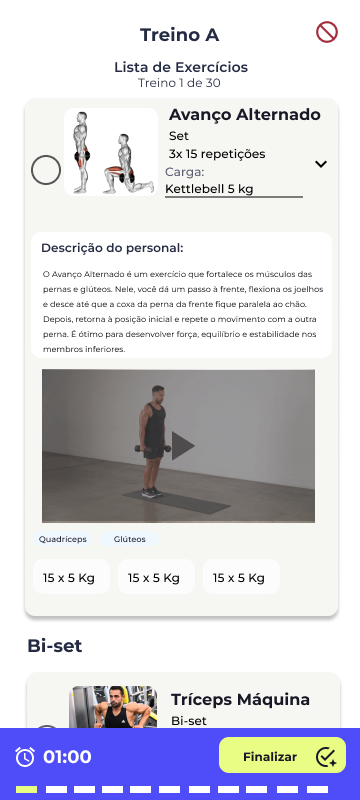 Treino A
Lista de Exercícios
Treino 1 de 30
Avanço Alternado
Set
3x 15 repetições
Carga:
Kettlebell 5 kg
Descrição do personal:
O Avanço Alternado é um exercício que fortalece os músculos das
pernas e glúteos. Nele, você dá um passo à frente, flexiona os joelhos
e desce até que a coxa da perna da frente fique paralela ao chão.
Depois, retorna à posição inicial e repete o movimento com a outra
perna. É ótimo para desenvolver força, equilíbrio e estabilidade nos
membros inferiores.
Quadríceps Glúteos
15 x 5 Kg 15 x 5 Kg 15 x 5 Kg
Bi-set
Tríceps Máquina
Bi-set
01:00 Finalizar